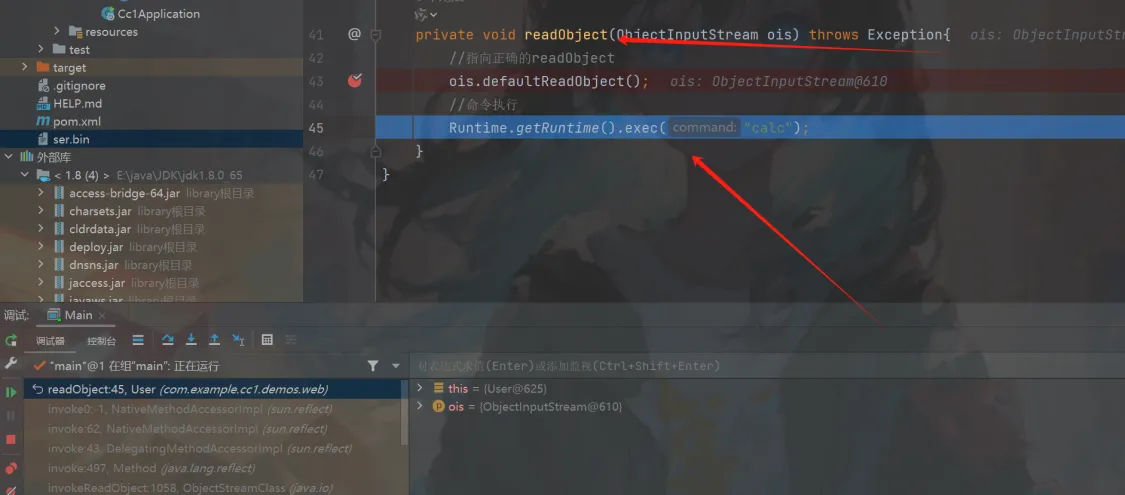 Cc1Application
resources
test
target
.gitignore
HELP.md
pom.xml
ser.bin
外部库
< 1.8 (4) > E:\java\JDK\jdk1.8.0_65
access-bridge-64.jar library根目录
charsets.jar library根目录
cldrdata.jar library根目录
deploy.jar library根目录
dnsns.jar library根目录
jaccess.jar library根目录
javaws.jar library根目录
41 @ private void readObject(ObjectInputStream ois) throws Exception{ ois: ObjectInputStr
42 //指向正确的readObject
43 ois.defaultReadObject(); ois: ObjectInputStream@610
44 //命令执行
45 Runtime.getRuntime().exec( command: "calc");
46 }
47 }
调试: Main
调试器 控制台
"main"@1 在组"main": 正在运行
readObject:45, User (com.example.cc1.demos.web)
invoke0:-1, NativeMethodAccessorImpl (sun.reflect)
invoke:62, NativeMethodAccessorImpl (sun.reflect)
invoke:43, DelegatingMethodAccessorImpl (sun.reflect)
invoke:497, Method (java.lang.reflect)
invokeReadObject:1058, ObjectStreamClass (java.io)
对表达式求值(Enter)或添加监视(Ctrl+Shift+Enter)
this = {User@625}
ois = {ObjectInputStream@610}